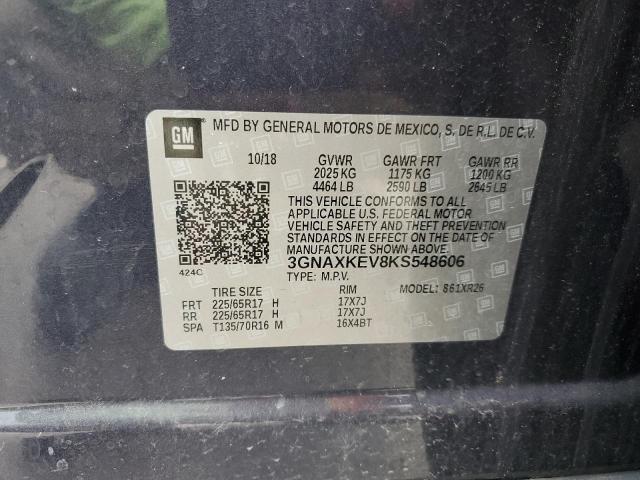 GM MFD BY GENERAL MOTORS DE MEXICO, S. DE R.L. DE C.V.
10/18 GVWR GAWR FRT GAWR RR
2025 KG 1175 KG 1200 KG
4464 LB 2590 LB 2645 LB
THIS VEHICLE CONFORMS TO ALL
APPLICABLE U.S. FEDERAL MOTOR
VEHICLE SAFETY AND THEFT PREVENTION
STANDARDS IN EFFECT ON THE DATE OF
MANUFACTURE SHOWN ABOVE.
424C 3GNAXKEV8KS548606
TYPE: M.P.V. MODEL: S61XR26
TIRE SIZE RIM
FRT 225/65R17 H 17X7J
RR 225/65R17 H 17X7J
SPA T135/70R16 M 16X4BT